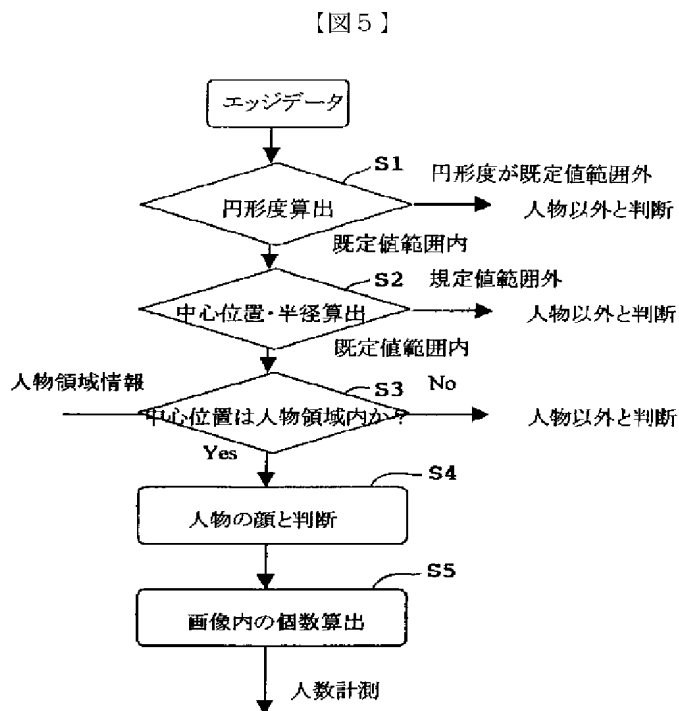 【図５】
エッジデータ
S1
円形度が既定値範囲外
円形度算出
人物以外と判断
既定値範囲内
S2
規定値範囲外
中心位置・半径算出
人物以外と判断
既定値範囲内
人物領域情報
S3
No
中心位置は人物領域内か？
人物以外と判断
Yes
S4
人物の顔と判断
S5
画像内の個数算出
人数計測